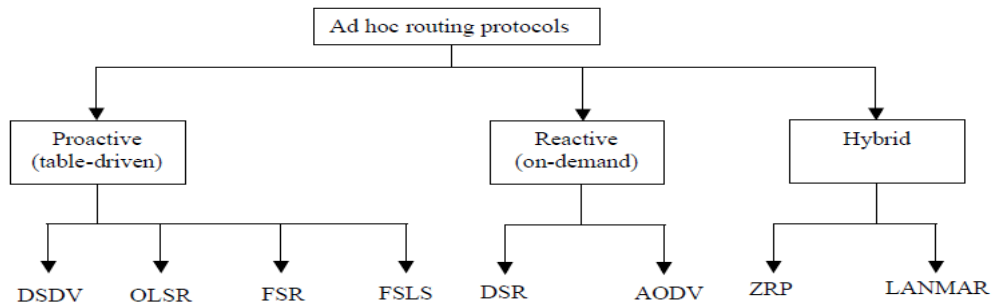 Ad hoc routing protocols
Proactive
(table-driven)
Reactive
(on-demand)
Hybrid
DSDV
OLSR
FSR
FSLS
DSR
AODV
ZRP
LANMAR